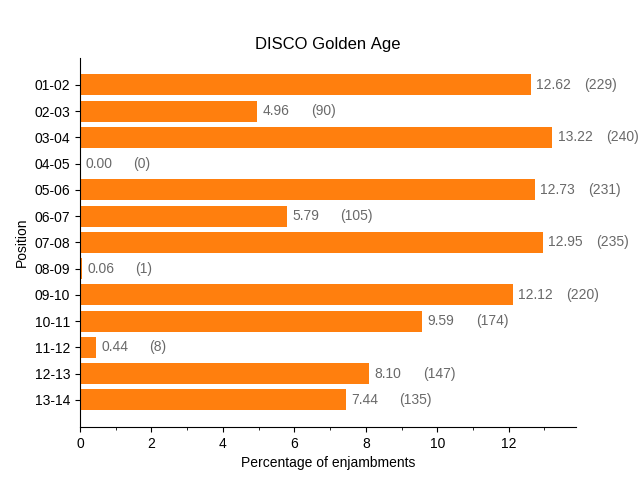 DISCO Golden Age
Position
01-02 12.62 (229)
02-03 4.96 (90)
03-04 13.22 (240)
04-05 0.00 (0)
05-06 12.73 (231)
06-07 5.79 (105)
07-08 12.95 (235)
08-09 0.06 (1)
09-10 12.12 (220)
10-11 9.59 (174)
11-12 0.44 (8)
12-13 8.10 (147)
13-14 7.44 (135)
0 2 4 6 8 10 12
Percentage of enjambments